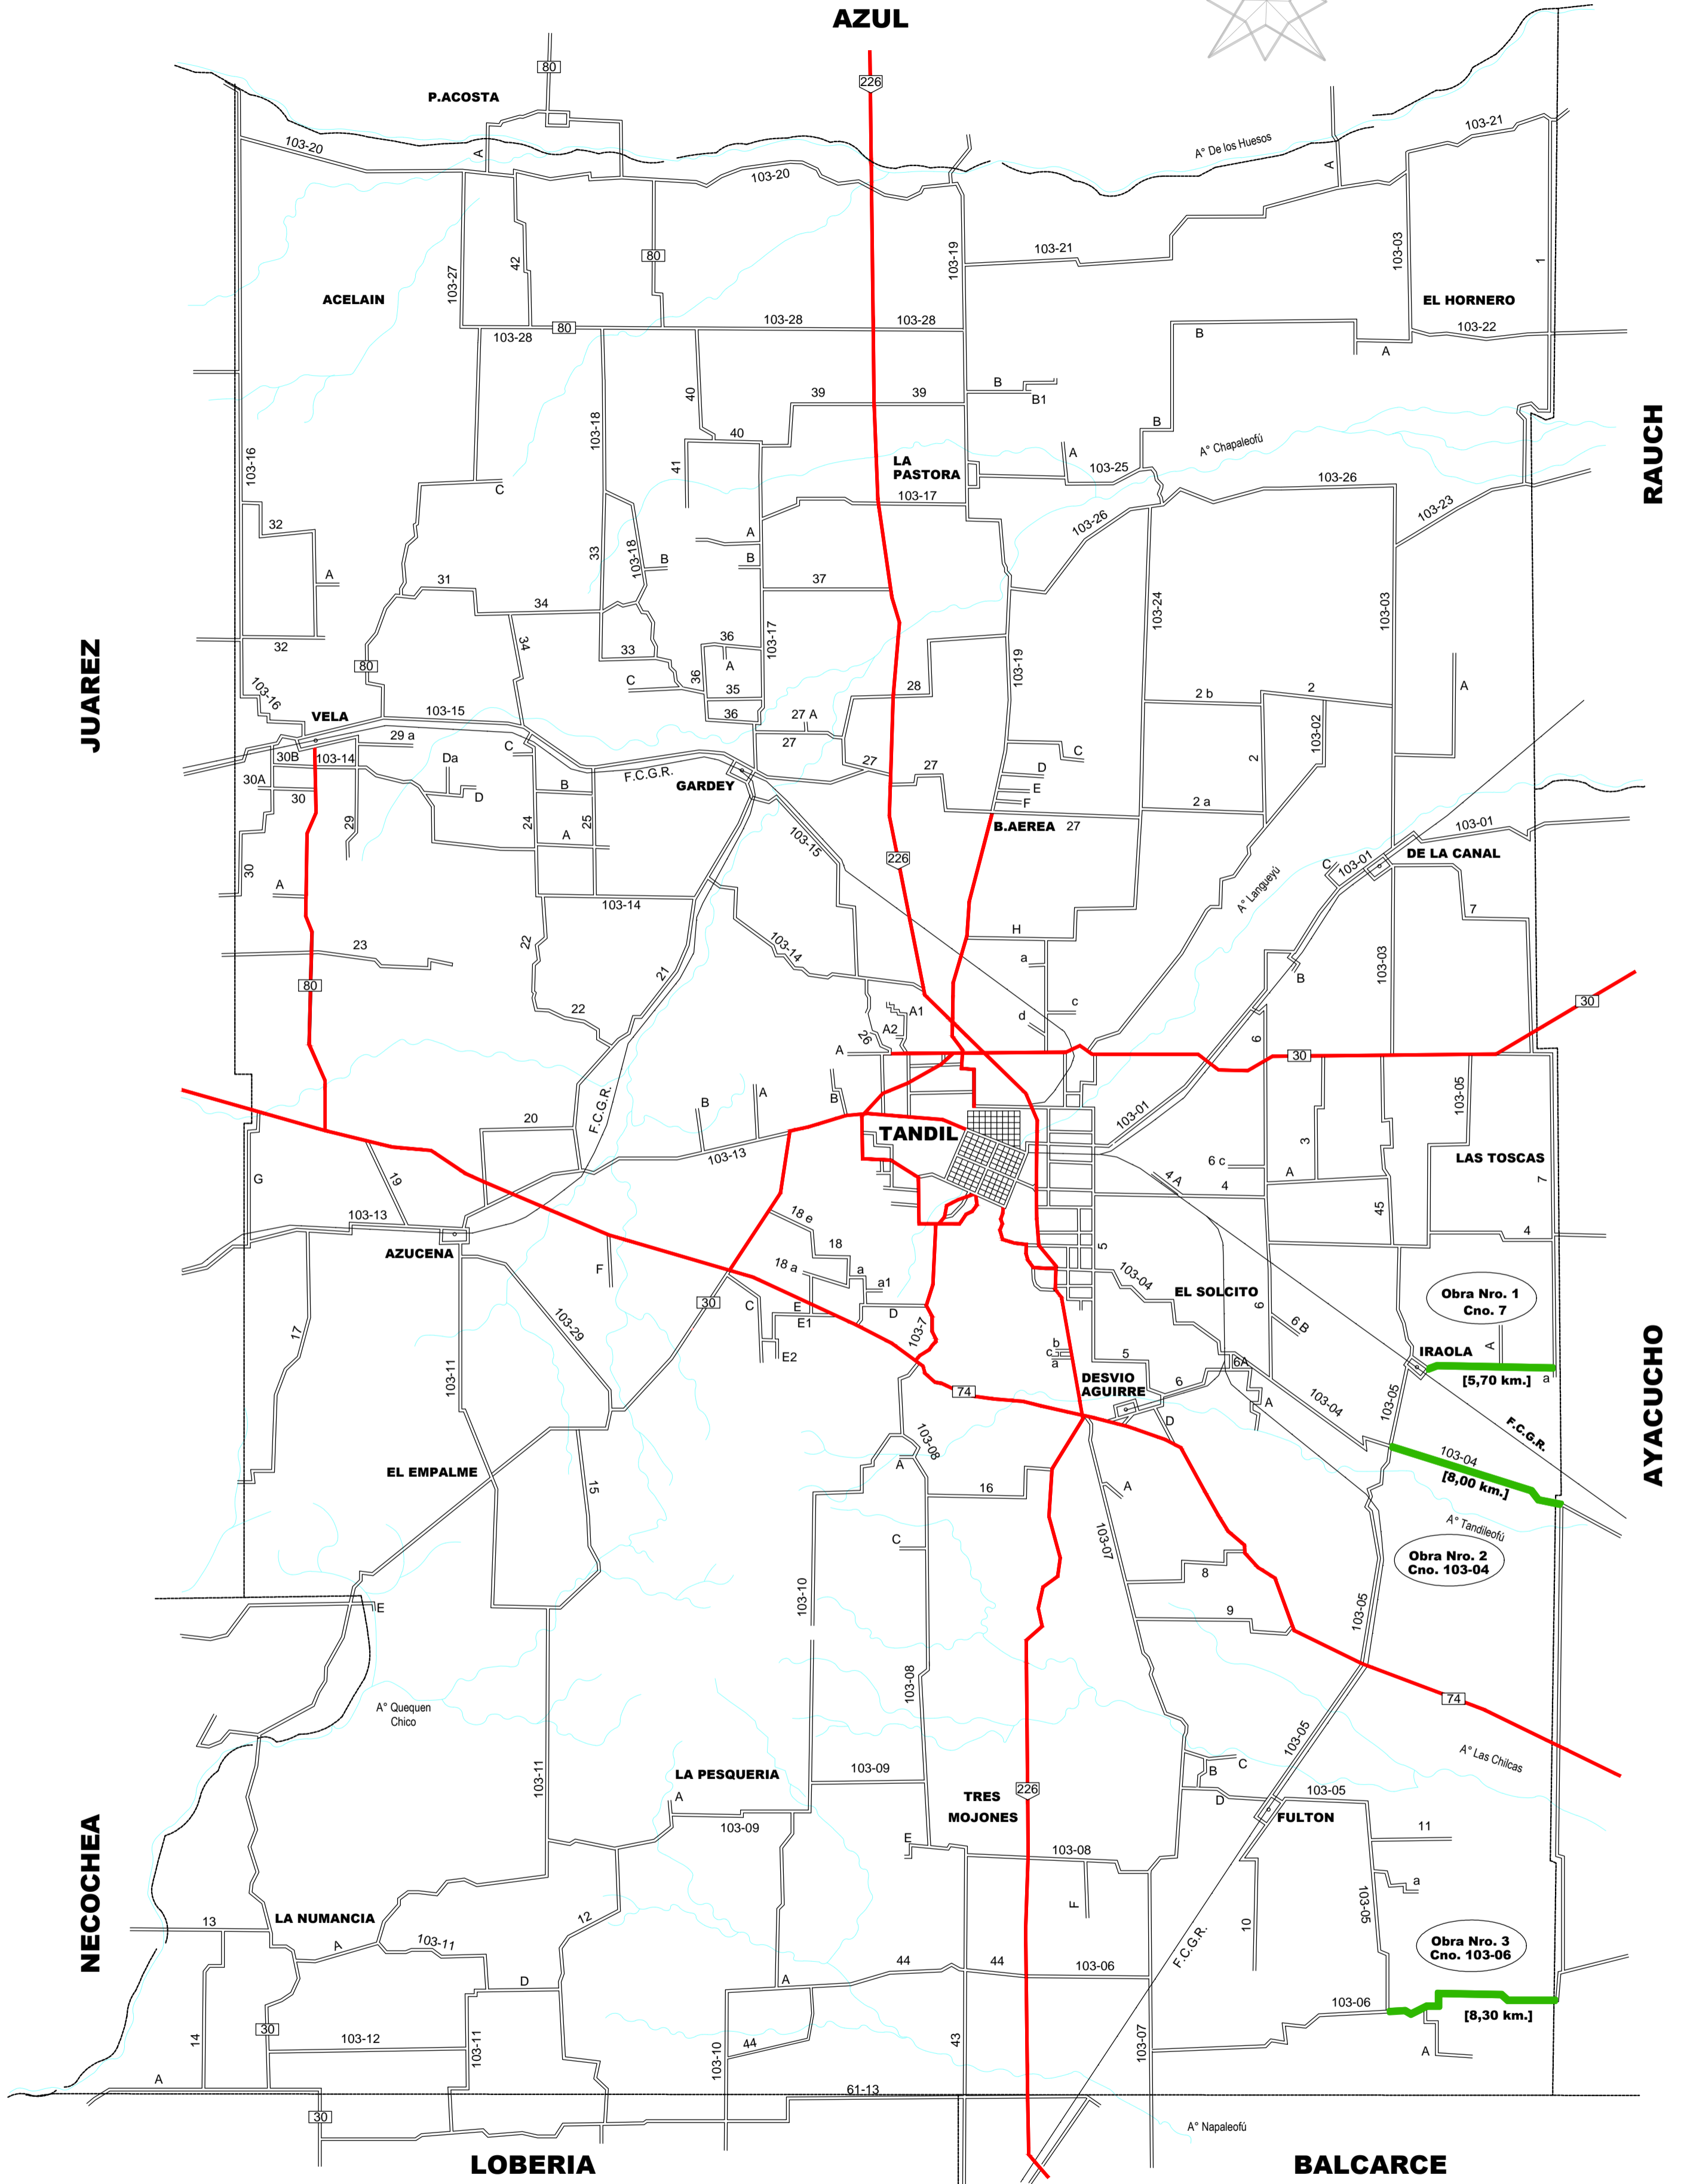 AZUL
80
226
P.ACOSTA
103-21
A° De los Huesos
103-20
A
A
103-20
103-03
103-19
103-21
80
42
103-27
1
ACELAIN
EL HORNERO
103-28
103-28
80
103-28
103-22
B
A
40
39
39
B
B1
RAUCH
103-18
40
B
A° Chapaleofú
103-16
41
LA
PASTORA
A
103-25
103-26
C
103-17
103-23
32
103-26
A
33
103-18
B
B
A
31
37
34
103-24
103-03
JUAREZ
32
34
36
103-17
33
A
80
103-19
36
C
35
28
2 b
2
A
103-16
VELA
103-15
36
27 A
103-02
29 a
C
27
C
30B
103-14
Da
27
27
2
F.C.G.R.
D
30A
GARDEY
B
E
30
D
F
2 a
29
24
25
A
B.AEREA
27
103-01
103-15
226
DE LA CANAL
103-01
C
30
A
103-14
A° Langueyú
7
H
22
103-14
23
a
103-03
21
B
80
c
30
22
A1
d
26
A2
6
A
30
103-05
F.C.G.R.
A
B
B
20
103-01
TANDIL
3
103-13
6 c
LAS TOSCAS
A
19
4 A
4
7
G
45
103-13
18 e
4
AZUCENA
18
5
18 a
a
103-04
F
a1
EL SOLCITO
Obra Nro. 1
Cno. 7
30
C
E
D
E1
6
103-29
17
103-7
6 B
b
c
a
A
E2
5
IRAOLA
103-11
6A
DESVIO
AGUIRRE
6
[5,70 km.]
a
74
A
103-05
103-04
D
F.C.G.R.
103-08
103-04
EL EMPALME
A
[8,00 km.]
AYACUCHO
15
16
A
A° Tandileofú
C
103-07
Obra Nro. 2
Cno. 103-04
8
103-10
E
9
103-05
103-08
A° Quequen
Chico
74
103-05
A° Las Chilcas
103-11
C
LA PESQUERIA
103-09
B
226
103-05
TRES
MOJONES
A
D
FULTON
103-09
11
E
103-08
NECOCHEA
a
F
103-05
LA NUMANCIA
13
12
10
A
103-11
Obra Nro. 3
Cno. 103-06
F.C.G.R.
44
44
103-06
D
A
103-06
[8,30 km.]
30
14
103-12
103-11
103-10
44
43
103-07
A
A
61-13
30
A° Napaleofú
LOBERIA
BALCARCE